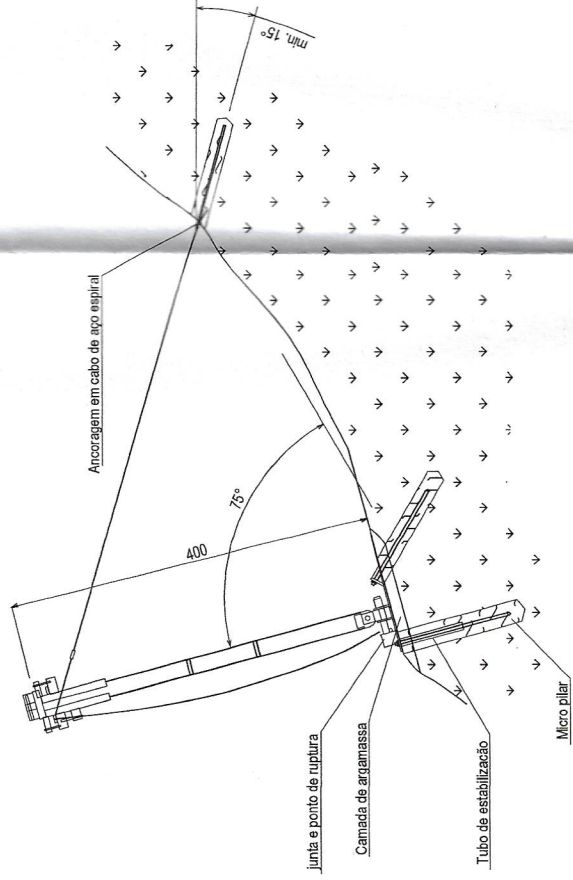 min. 15°
Ancoragem em cabo de aço espiral
75°
400
junta e ponto de ruptura
Camada de argamassa
Tubo de estabilizacão
Micro pilar